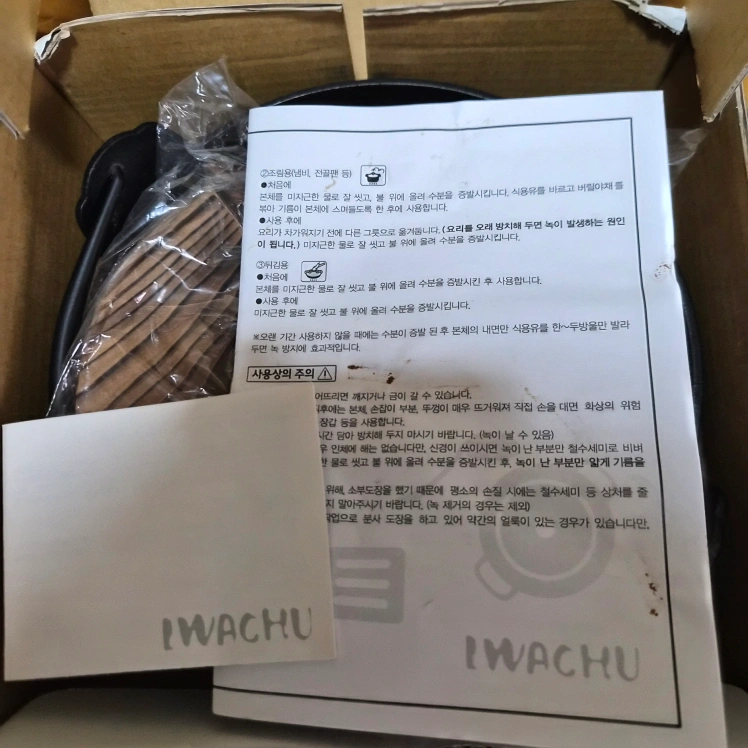 ②조림용(냄비, 전골팬 등)
●처음에
본체를 미지근한 물로 잘 씻고, 불 위에 올려 수분을 증발시킵니다. 식용유를 바르고 버릴야채 를
볶아 기름이 본체에 스며들도록 한 후에 사용합니다.
●사용 후에
요리가 차가워지기 전에 다른 그릇으로 옮겨둡니다. (요리를 오래 방치해 두면 녹이 발생하는 원인
이 됩니다.) 미지근한 물로 잘 씻고 불 위에 올려 수분을 증발시킵니다.
③튀김용
●처음에
본체를 미지근한 물로 잘 씻고 불 위에 올려 수분을 증발시킨 후 사용합니다.
●사용 후에
미지근한 물로 잘 씻고 불 위에 올려 수분을 증발시킵니다.
※오랜 기간 사용하지 않을 때에는 수분이 증발 된 후 본체의 내면만 식용유를 한~두방울만 발라
두면 녹 방지에 효과적입니다.
사용상의 주의
어뜨리면 깨지거나 금이 갈 수 있습니다.
직후에는 본체, 손잡이 부분, 뚜껑이 매우 뜨거워져 직접 손을 대면 화상의 위험
장갑 등을 사용합니다.
시간 담아 방치해 두지 마시기 바랍니다. (녹이 날 수 있음)
우 인체에 해는 없습니다만, 신경이 쓰이시면 녹이 난 부분만 철수세미로 비벼
한 물로 씻고 불 위에 올려 수분을 증발시킨 후, 녹이 난 부분만 얇게 기름을
위해, 소부도장을 했기 때문에 평소의 손질 시에는 철수세미 등 상처를 줄
지 말아주시기 바랍니다. (녹 제거의 경우는 제외)
작업으로 분사 도장을 하고 있어 약간의 얼룩이 있는 경우가 있습니다만,
IWACHU
IWACHU